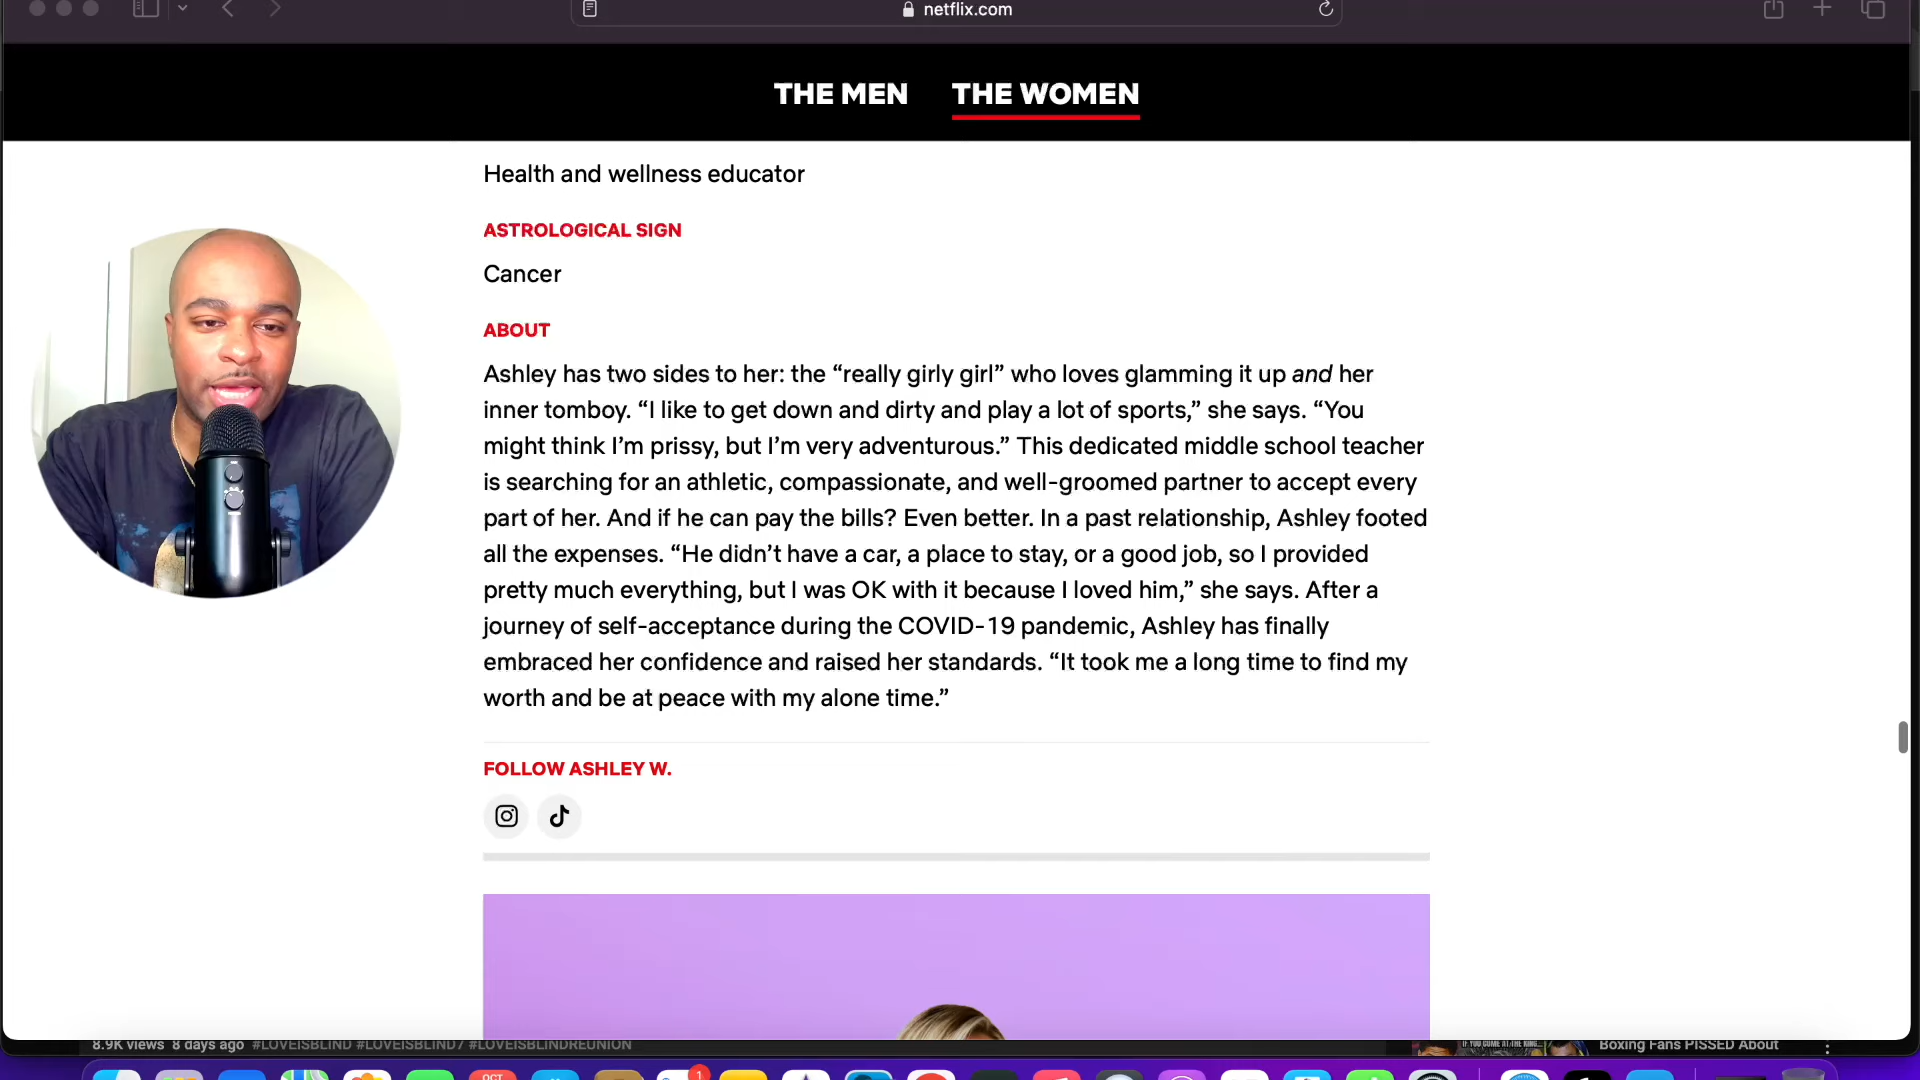 netflix.com
THE MEN THE WOMEN
Health and wellness educator
ASTROLOGICAL SIGN
Cancer
ABOUT
Ashley has two sides to her: the “really girly girl” who loves glamming it up and her
inner tomboy. “I like to get down and dirty and play a lot of sports,” she says. “You
might think I’m prissy, but I’m very adventurous.” This dedicated middle school teacher
is searching for an athletic, compassionate, and well-groomed partner to accept every
part of her. And if he can pay the bills? Even better. In a past relationship, Ashley footed
all the expenses. “He didn’t have a car, a place to stay, or a good job, so I provided
pretty much everything, but I was OK with it because I loved him,” she says. After a
journey of self-acceptance during the COVID-19 pandemic, Ashley has finally
embraced her confidence and raised her standards. “It took me a long time to find my
worth and be at peace with my alone time.”
FOLLOW ASHLEY W.
8.9K views 8 days ago #LOVEISBLIND #LOVEISBLIND7 #LOVEISBLINDREUNION
IF YOU COME AT THE KING...
Boxing Fans PISSED About
OCT
1